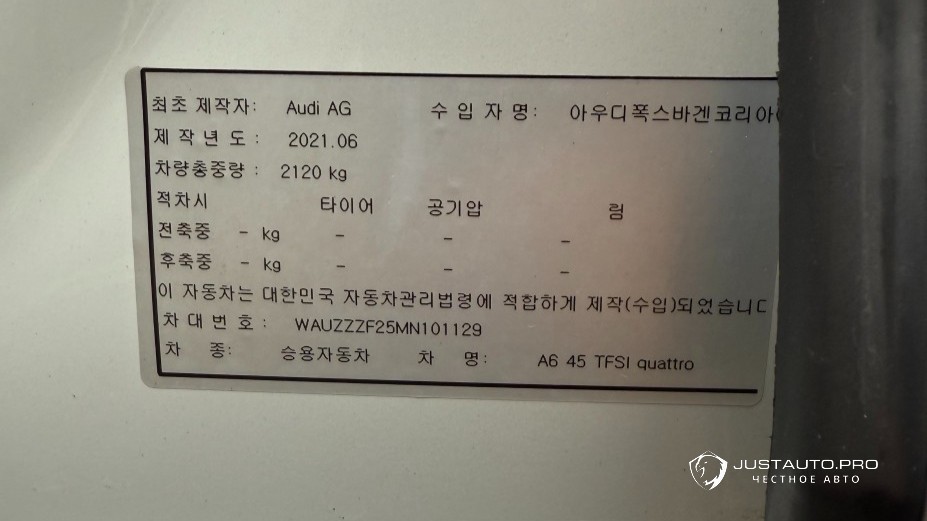 최초 제작자: Audi AG 수 입 자 명: 아우디폭스바겐코리아
제 작 년 도 : 2021.06
차량총중량 : 2120 kg
적차시 타이어 공기압 림
전축중 - kg - - -
후축중 - kg - - -
이 자동차는 대한민국 자동차관리법령에 적합하게 제작(수입)되었습니다
차 대 번 호 : WAUZZZF25MN101129
차 종: 승용자동차 차 명: A6 45 TFSI quattro
JUSTAUTO.PRO
ЧЕСТНОЕ АВТО